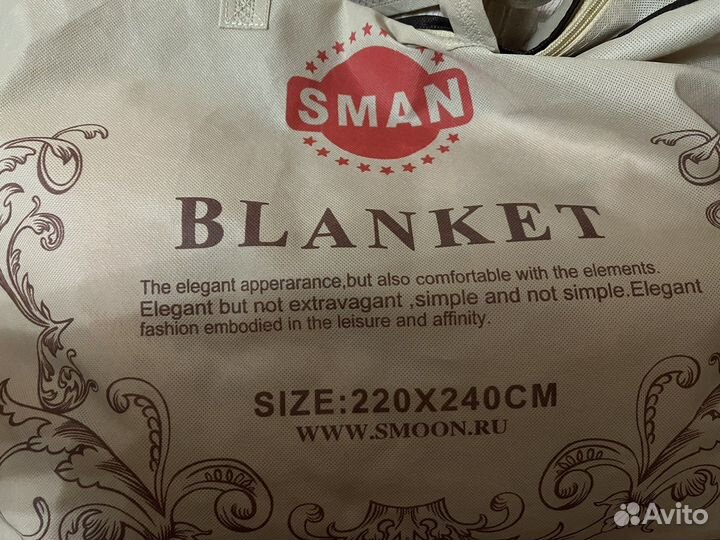 SMAN
BLANKET
The elegant apperarance,but also comfortable with the elements.
Elegant but not extravagant ,simple and not simple.Elegant
fashion embodied in the leisure and affinity.
SIZE:220X240CM
WWW.SMOON.RU
Avito